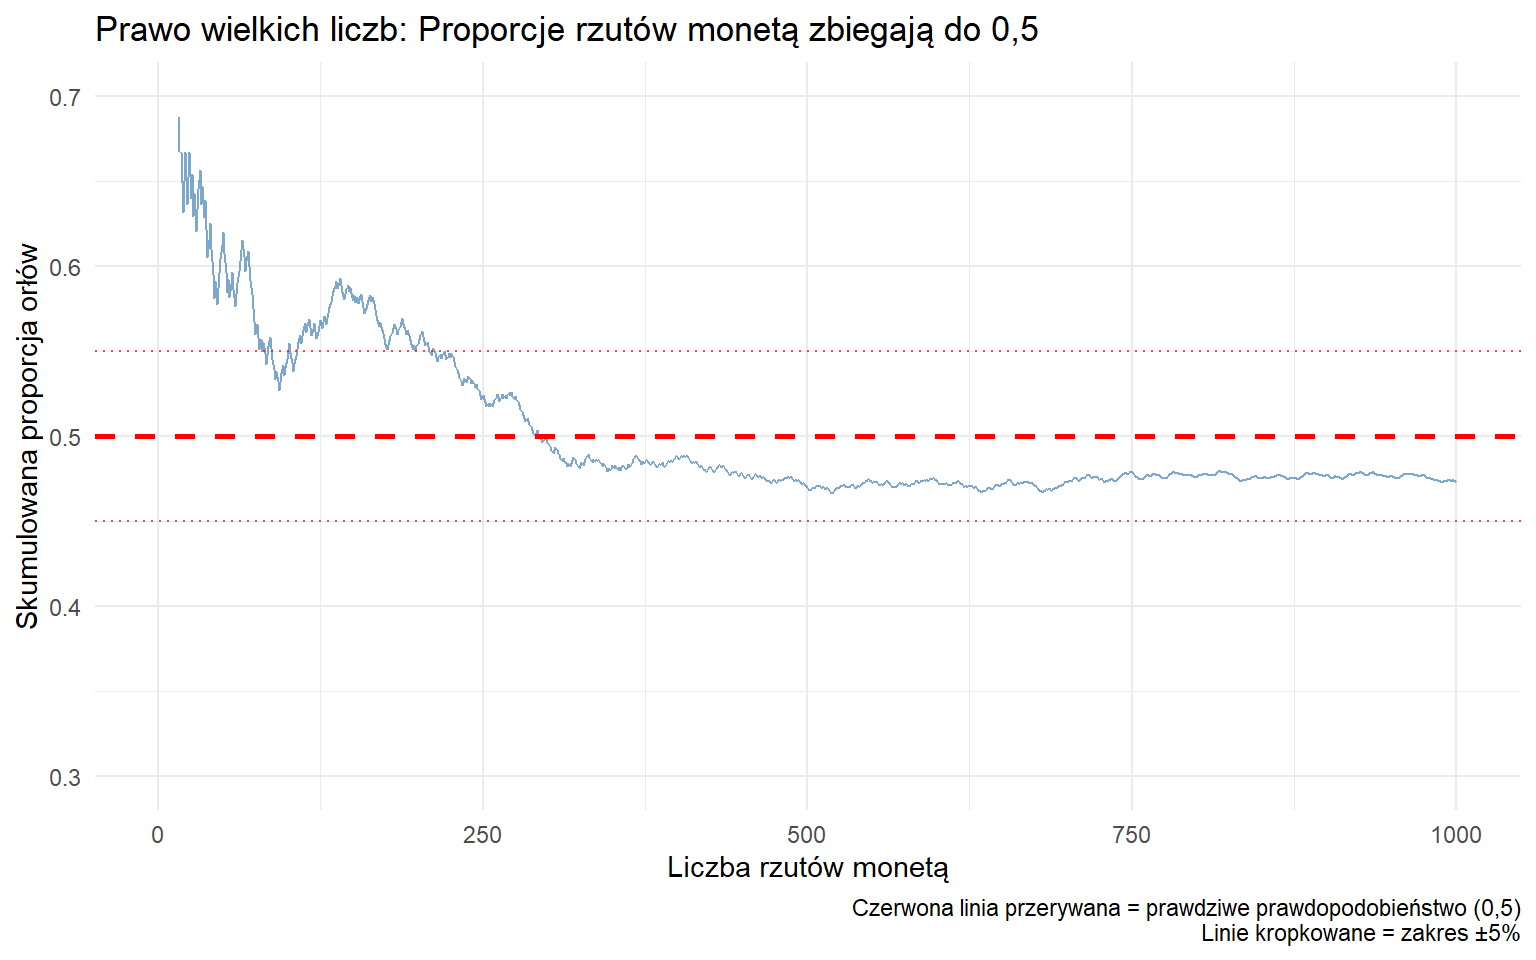 Prawo wielkich liczb: Proporcje rzutów monetą zbiegają do 0,5
Skumulowana proporcja orłów
0.7
0.6
0.5
0.4
0.3
0
250
500
750
1000
Liczba rzutów monetą
Czerwona linia przerywana = prawdziwe prawdopodobieństwo (0,5)
Linie kropkowane = zakres ±5%